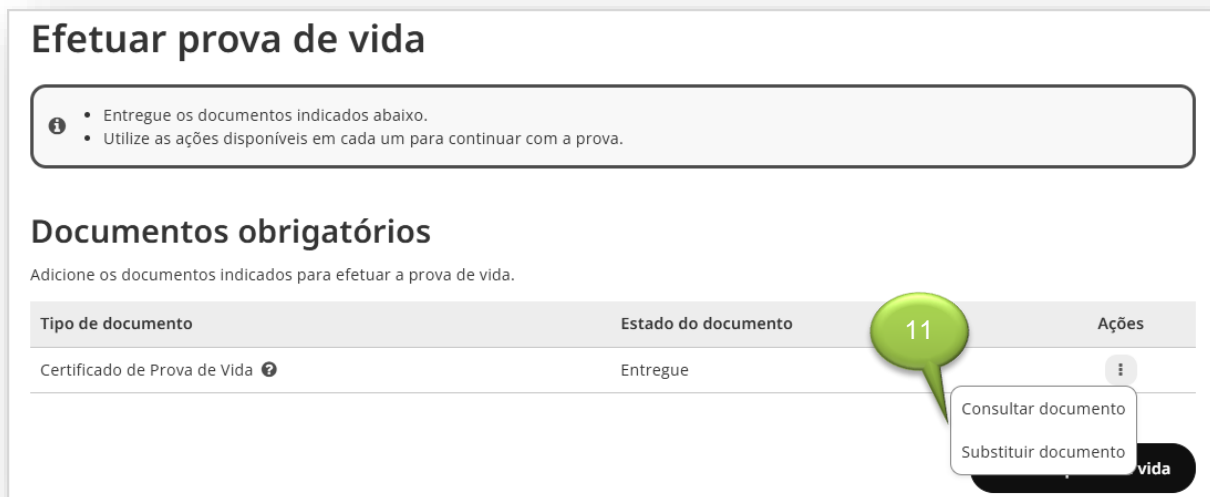 Efetuar prova de vida
• Entregue os documentos indicados abaixo.
• Utilize as ações disponíveis em cada um para continuar com a prova.
Documentos obrigatórios
Adicione os documentos indicados para efetuar a prova de vida.
Tipo de documento Estado do documento Ações
11
Certificado de Prova de Vida Entregue
Consultar documento
Substituir documento
vida